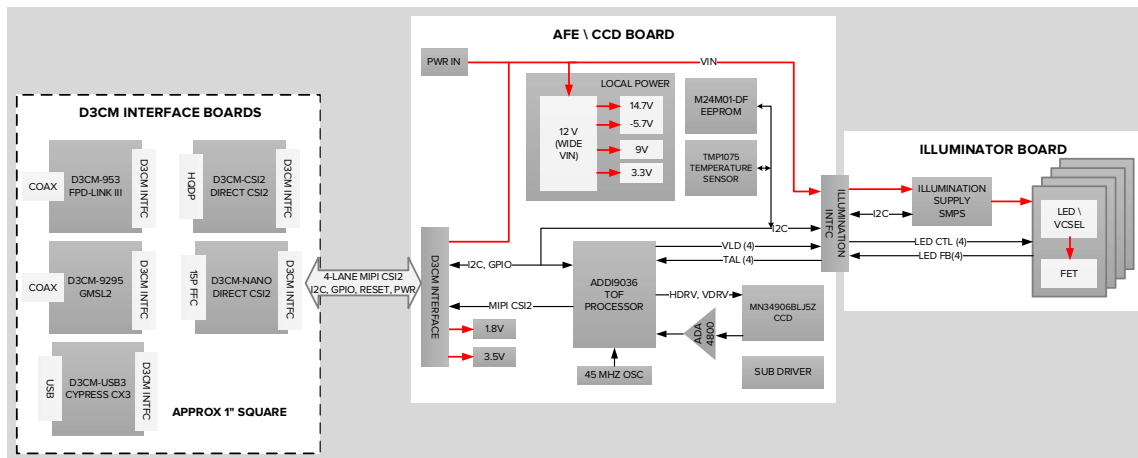 D3CM INTERFACE BOARDS
COAX
D3CM-953
FPD-LINK III
D3CM INTFC
HQDP
D3CM-CSI2
DIRECT CSI2
D3CM INTFC
COAX
D3CM-9295
GMSL2
D3CM INTFC
15P FFC
D3CM-NANO
DIRECT CSI2
D3CM INTFC
USB
D3CM-USB3
CYPRESS CX3
D3CM INTFC
APPROX 1" SQUARE
4-LANE MIPI CSI2
I2C, GPIO, RESET, PWR
AFE \ CCD BOARD
PWR IN
VIN
LOCAL POWER
12 V
(WIDE
VIN)
14.7V
-5.7V
9V
3.3V
M24M01-DF
EEPROM
TMP1075
TEMPERATURE
SENSOR
I2C
D3CM INTERFACE
I2C, GPIO
MIPI CSI2
1.8V
3.5V
ADDI9036
TOF
PROCESSOR
45 MHZ OSC
VLD (4)
TAL (4)
HDRV, VDRV
MN34906BLJ5Z
CCD
ADA
4800
SUB DRIVER
ILLUMINATION
INTFC
ILLUMINATOR BOARD
ILLUMINATION
SUPPLY
SMPS
I2C
LED CTL (4)
LED FB(4)
LED \
VCSEL
FET